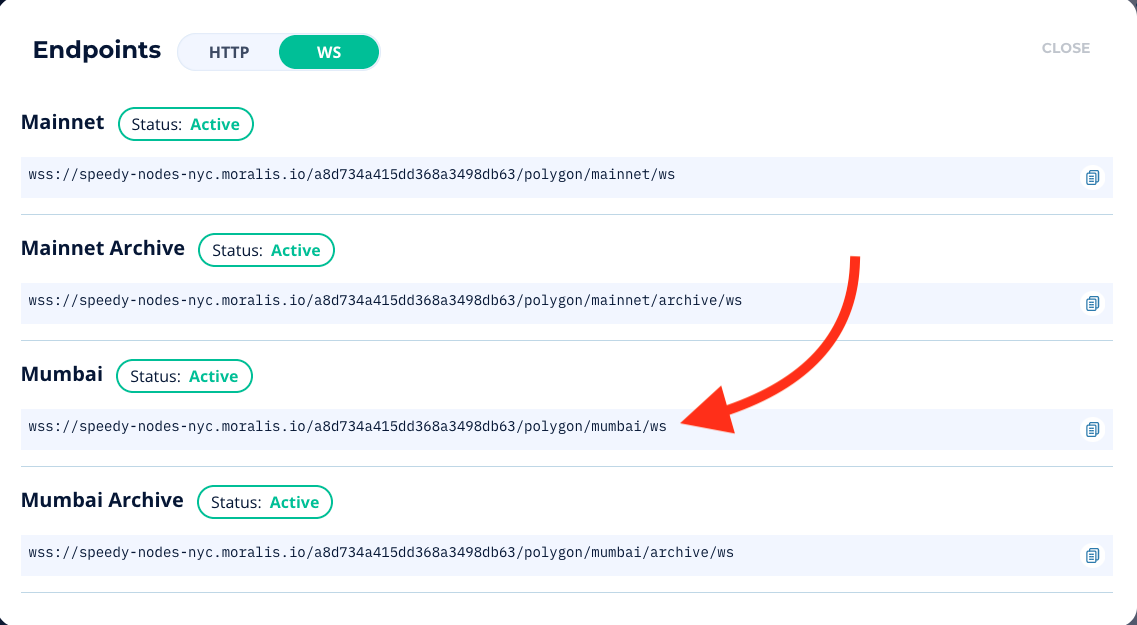 Endpoints HTTP WS CLOSE
Mainnet Status: Active
wss://speedy-nodes-nyc.moralis.io/a8d734a415dd368a3498db63/polygon/mainnet/ws
Mainnet Archive Status: Active
wss://speedy-nodes-nyc.moralis.io/a8d734a415dd368a3498db63/polygon/mainnet/archive/ws
Mumbai Status: Active
wss://speedy-nodes-nyc.moralis.io/a8d734a415dd368a3498db63/polygon/mumbai/ws
Mumbai Archive Status: Active
wss://speedy-nodes-nyc.moralis.io/a8d734a415dd368a3498db63/polygon/mumbai/archive/ws